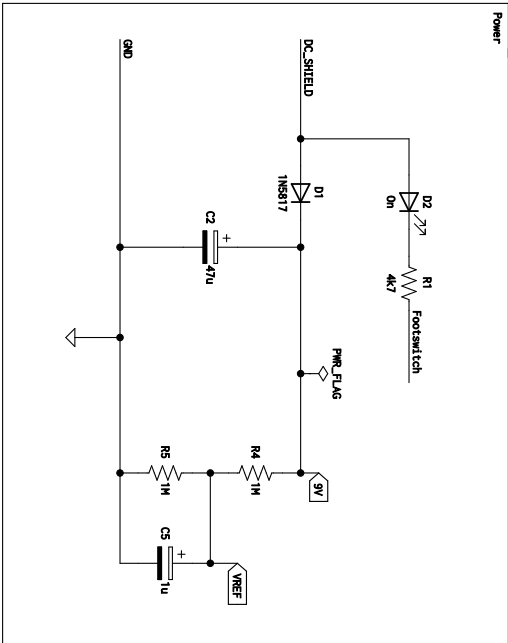 Power
D2
On
R1
4k7
Footswitch
DC_SHIELD
D1
1N5817
PWR_FLAG
9V
C2
+
47u
R4
1M
VREF
R5
1M
C5
+
1u
GND